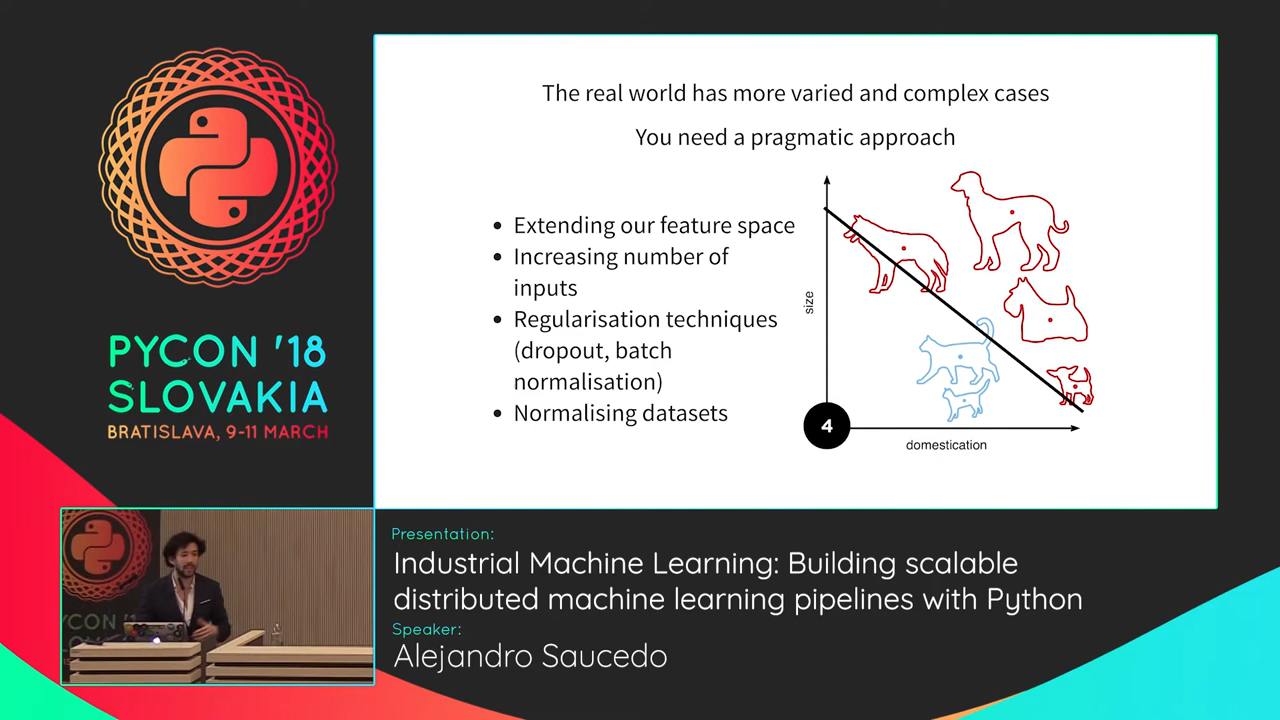 The real world has more varied and complex cases
You need a pragmatic approach
• Extending our feature space
• Increasing number of
inputs
• Regularisation techniques
(dropout, batch
normalisation)
• Normalising datasets
size
4
domestication
PYCON '18
SLOVAKIA
BRATISLAVA, 9-11 MARCH
Presentation:
Industrial Machine Learning: Building scalable
distributed machine learning pipelines with Python
Speaker:
Alejandro Saucedo